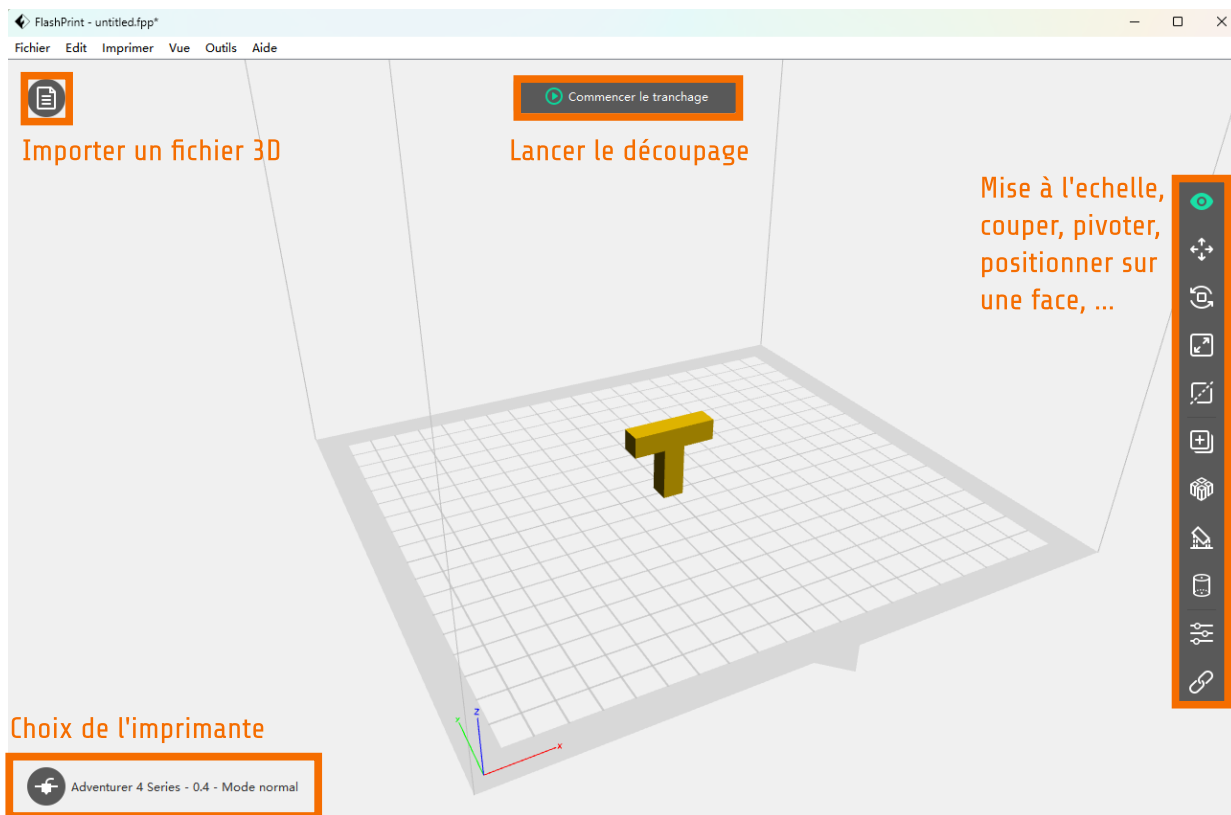 FlashPrint - untitled.fpp*
Fichier Edit Imprimer Vue Outils Aide
Commencer le tranchage
Importer un fichier 3D
Lancer le découpage
Mise à l'echelle,
couper, pivoter,
positionner sur
une face, ...
Choix de l'imprimante
z
y
x
Adventurer 4 Series - 0.4 - Mode normal